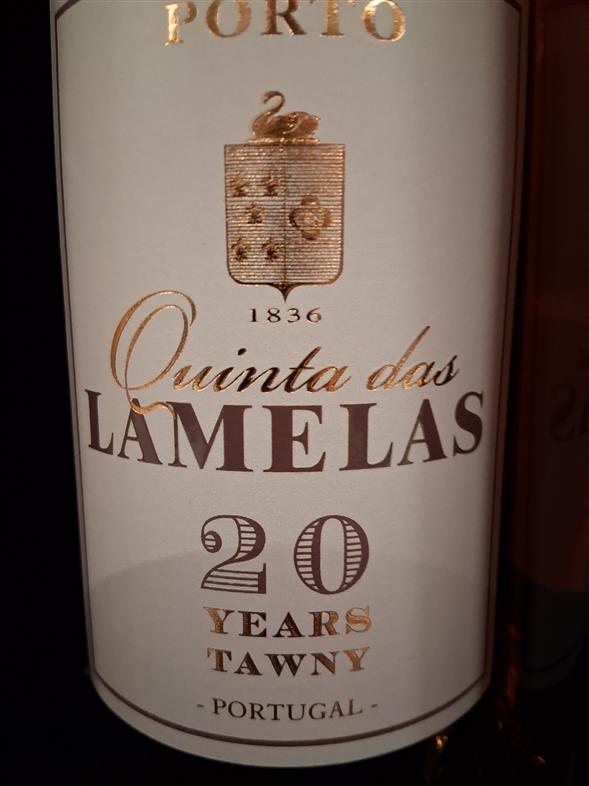 PORTO
1836
Quinta das
LAMELAS
20
YEARS
TAWNY
- PORTUGAL -